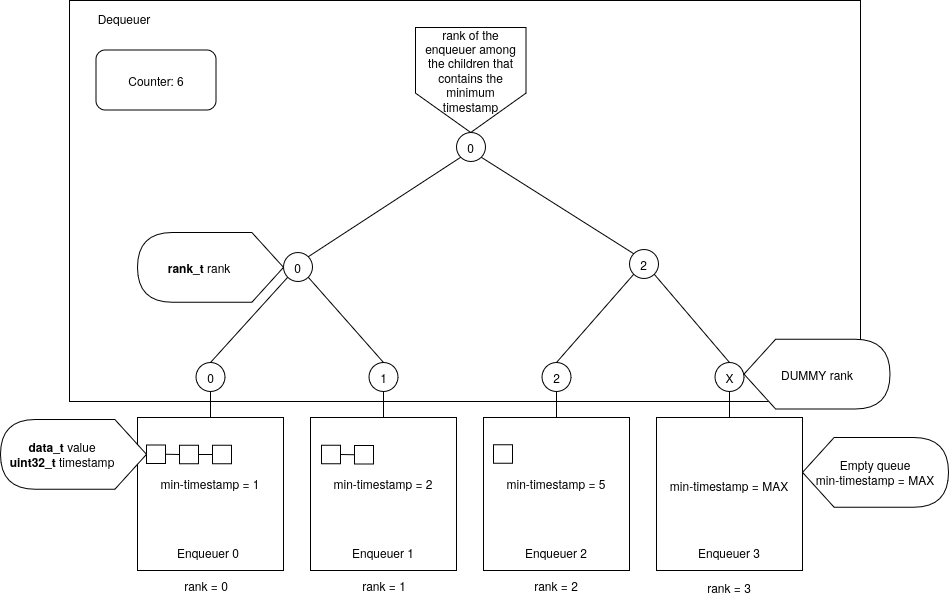 Dequeuer
Counter: 6
rank of the
enqueuer among
the children that
contains the
minimum
timestamp
0
rank_t rank
0
2
0
1
2
X
DUMMY rank
data_t value
uint32_t timestamp
min-timestamp = 1
min-timestamp = 2
min-timestamp = 5
min-timestamp = MAX
Empty queue
min-timestamp = MAX
Enqueuer 0
Enqueuer 1
Enqueuer 2
Enqueuer 3
rank = 0
rank = 1
rank = 2
rank = 3